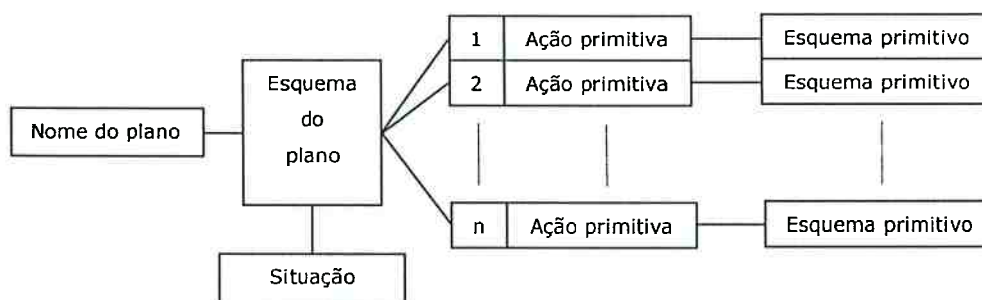 1 Ação primitiva Esquema primitivo
2 Ação primitiva Esquema primitivo
Esquema
do
plano
Nome do plano
n Ação primitiva Esquema primitivo
Situação